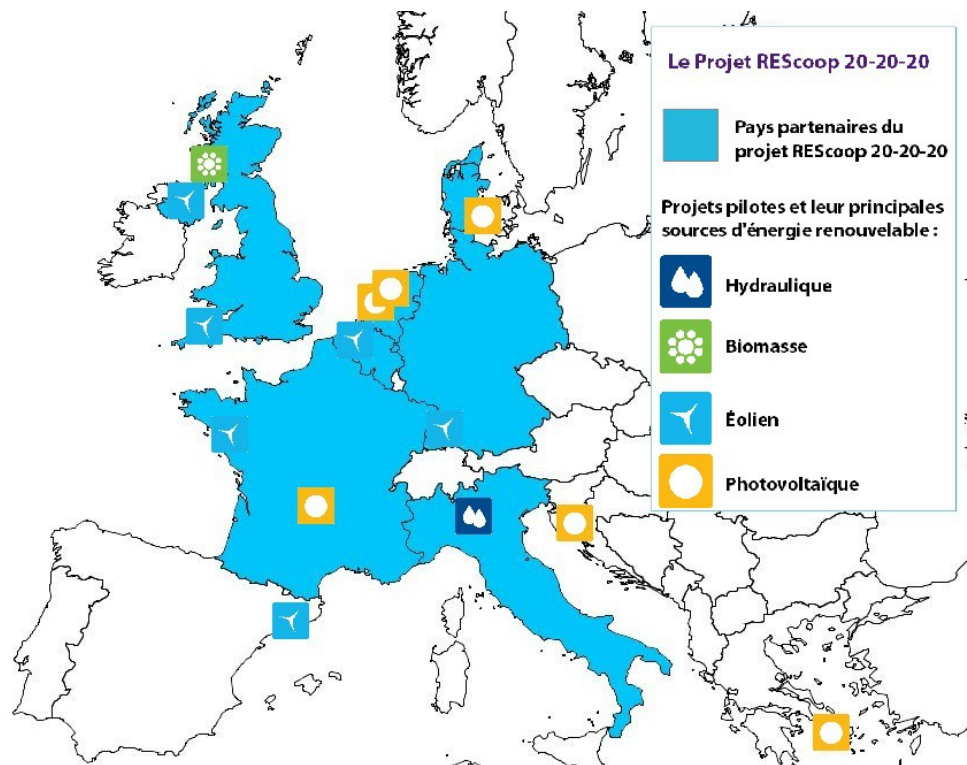 Le Projet REScoop 20-20-20
Pays partenaires du
projet REScoop 20-20-20
Projets pilotes et leur principales
sources d'énergie renouvelable :
Hydraulique
Biomasse
Éolien
Photovoltaïque